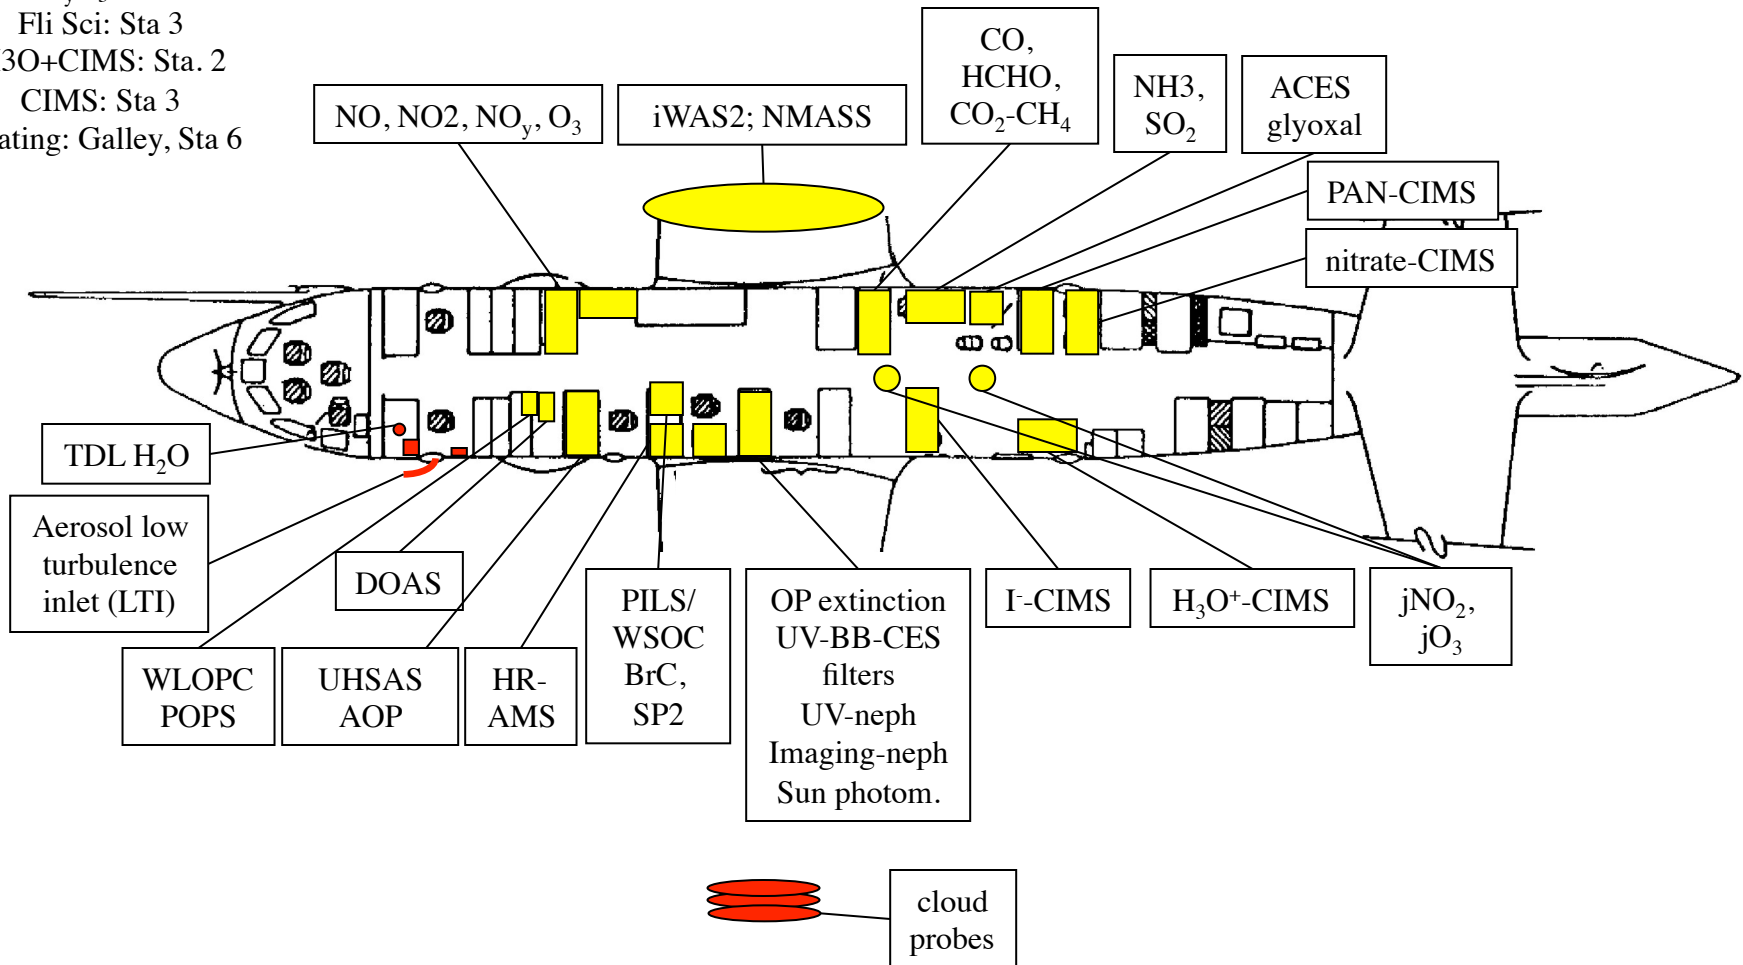 Fli Sci: Sta 3
3O+CIMS: Sta. 2
CIMS: Sta 3
ating: Galley, Sta 6
NO, NO2, NOy, O₃
iWAS2; NMASS
CO,
HCHO,
CO₂-CH₄
NH3,
SO₂
ACES
glyoxal
PAN-CIMS
nitrate-CIMS
TDL H₂O
Aerosol low
turbulence
inlet (LTI)
DOAS
WLOPC
POPS
UHSAS
AOP
HR-
AMS
PILS/
WSOC
BrC,
SP2
OP extinction
UV-BB-CES
filters
UV-neph
Imaging-neph
Sun photom.
I⁻-CIMS
H₃O⁺-CIMS
jNO₂,
jO₃
cloud
probes